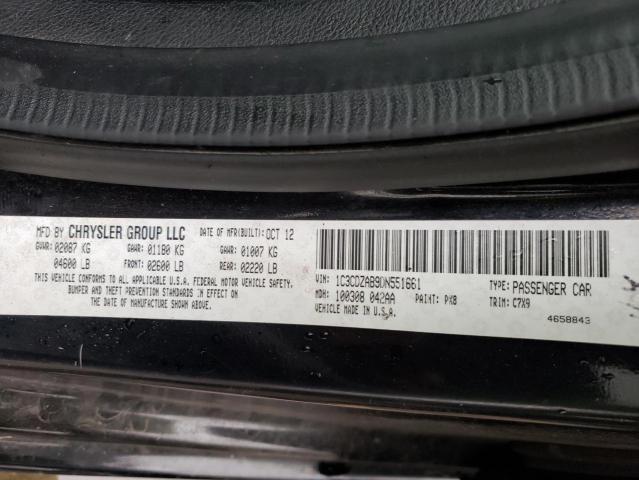 MFD BY CHRYSLER GROUP LLC DATE OF MFR(BUILT): OCT 12
GVWR: 02087 KG GAWR: 01180 KG GAWR: 01007 KG
04600 LB FRONT: 02600 LB REAR: 02220 LB
THIS VEHICLE CONFORMS TO ALL APPLICABLE U.S.A. FEDERAL MOTOR VEHICLE SAFETY,
BUMPER AND THEFT PREVENTION STANDARDS IN EFFECT ON
THE DATE OF MANUFACTURE SHOWN ABOVE.
VIN: 1C3CDZAB9DN551661 TYPE: PASSENGER CAR
MDH: 100308 042AA PAINT: PX8 TRIM: C7X9
VEHICLE MADE IN U.S.A.
4658843